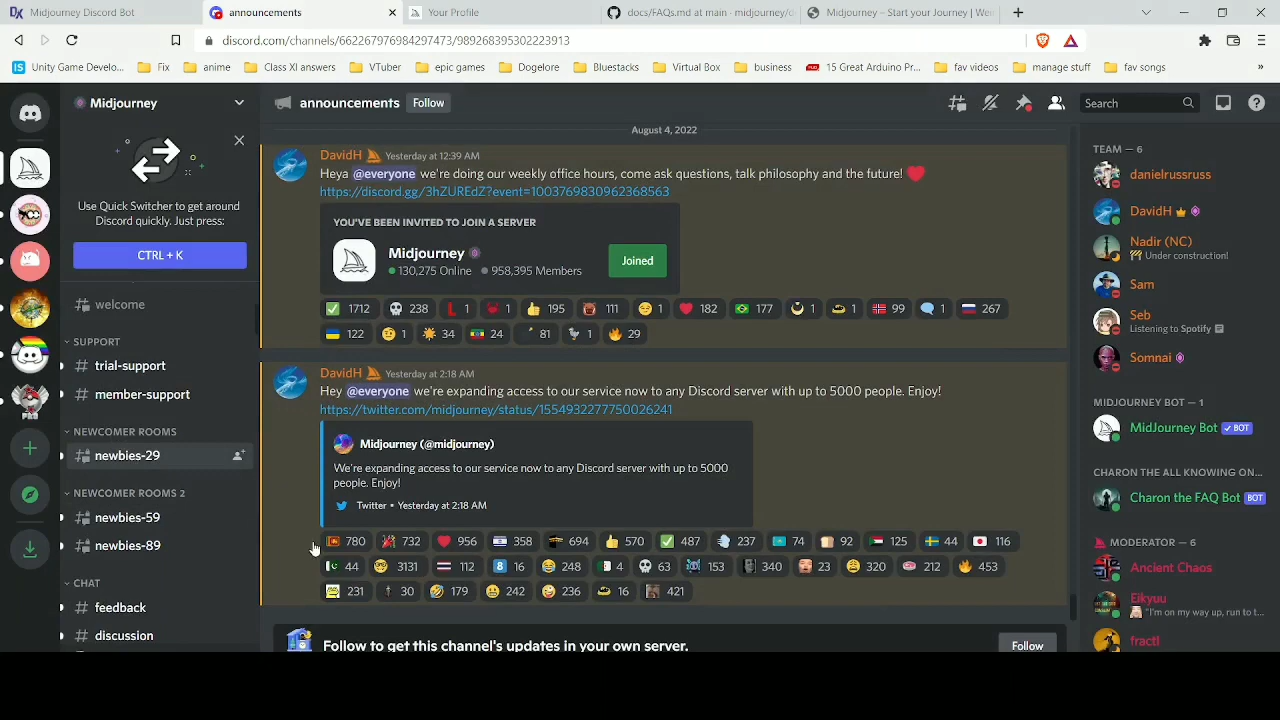 Midjourney Discord Bot
announcements
Your Profile
docs/FAQs.md at main · midjourney/d
Midjourney – Start your Journey | Wei
discord.com/channels/662267976984297473/989268395302223913
Unity Game Develo...
Fix
anime
Class XI answers
VTuber
epic games
Dogelore
Bluestacks
Virtual Box
business
15 Great Arduino Pr...
fav videos
manage stuff
fav songs
»
Midjourney
announcements
Follow
Search
Use Quick Switcher to get around
Discord quickly. Just press:
CTRL + K
welcome
SUPPORT
trial-support
member-support
NEWCOMER ROOMS
newbies-29
NEWCOMER ROOMS 2
newbies-59
newbies-89
CHAT
feedback
discussion
August 4, 2022
DavidH Yesterday at 12:39 AM
Heya @everyone we're doing our weekly office hours, come ask questions, talk philosophy and the future!
https://discord.gg/3hZUREdZ?event=1003769830962368563
YOU'VE BEEN INVITED TO JOIN A SERVER
Midjourney
130,275 Online 958,395 Members
Joined
1712 238 1 1 195 111 1 182 177 1 1 99 1 267
122 1 34 24 81 1 29
DavidH Yesterday at 2:18 AM
Hey @everyone we're expanding access to our service now to any Discord server with up to 5000 people. Enjoy!
https://twitter.com/midjourney/status/1554932277750026241
Midjourney (@midjourney)
We're expanding access to our service now to any Discord server with up to 5000
people. Enjoy!
Twitter • Yesterday at 2:18 AM
780 732 956 358 694 570 487 237 74 92 125 44 116
44 1 112 16 248 4 63 153 340 23 320 212 453
231 30 179 242 236 16 421
Follow to get this channel's updates in your own server.
Follow
TEAM — 6
danielrussruss
DavidH
Nadir (NC)
Under construction!
Sam
Seb
Listening to Spotify
Somnai
MIDJOURNEY BOT — 1
MidJourney Bot ✓ BOT
CHARON THE ALL KNOWING ON...
Charon the FAQ Bot BOT
MODERATOR — 6
Ancient Chaos
Eikyuu
"I'm on my way up, run to t...
fractl